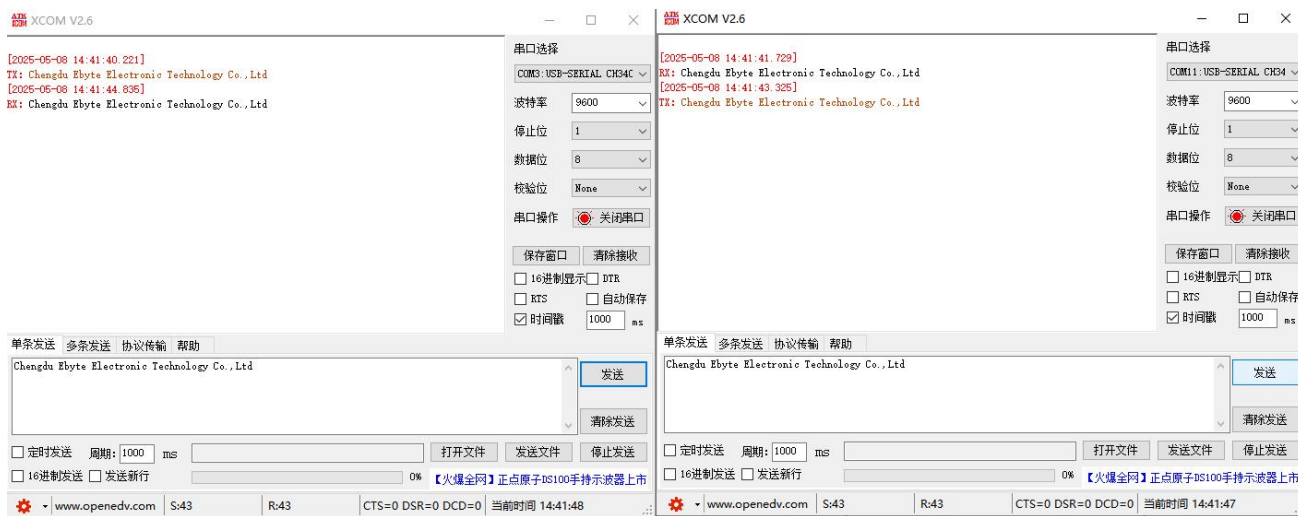 XCOM V2.6
[2025-05-08 14:41:40.221]
TX: Chengdu Ebyte Electronic Technology Co.,Ltd
[2025-05-08 14:41:44.835]
RX: Chengdu Ebyte Electronic Technology Co.,Ltd
串口选择
COM3:USB-SERIAL CH34C
波特率 9600
停止位 1
数据位 8
校验位 None
串口操作 关闭串口
保存窗口 清除接收
16进制显示 DTR
RTS 自动保存
时间戳 1000 ms
单条发送 多条发送 协议传输 帮助
Chengdu Ebyte Electronic Technology Co.,Ltd
发送
清除发送
定时发送 周期: 1000 ms 打开文件 发送文件 停止发送
16进制发送 发送新行 0% 【火爆全网】正点原子DS100手持示波器上市
www.openedv.com S:43 R:43 CTS=0 DSR=0 DCD=0 当前时间 14:41:48
XCOM V2.6
[2025-05-08 14:41:41.729]
RX: Chengdu Ebyte Electronic Technology Co.,Ltd
[2025-05-08 14:41:43.325]
TX: Chengdu Ebyte Electronic Technology Co.,Ltd
串口选择
COM11:USB-SERIAL CH34
波特率 9600
停止位 1
数据位 8
校验位 None
串口操作 关闭串口
保存窗口 清除接收
16进制显示 DTR
RTS 自动保存
时间戳 1000 ms
单条发送 多条发送 协议传输 帮助
Chengdu Ebyte Electronic Technology Co.,Ltd
发送
清除发送
定时发送 周期: 1000 ms 打开文件 发送文件 停止发送
16进制发送 发送新行 0% 【火爆全网】正点原子DS100手持示波器上市
www.openedv.com S:43 R:43 CTS=0 DSR=0 DCD=0 当前时间 14:41:47